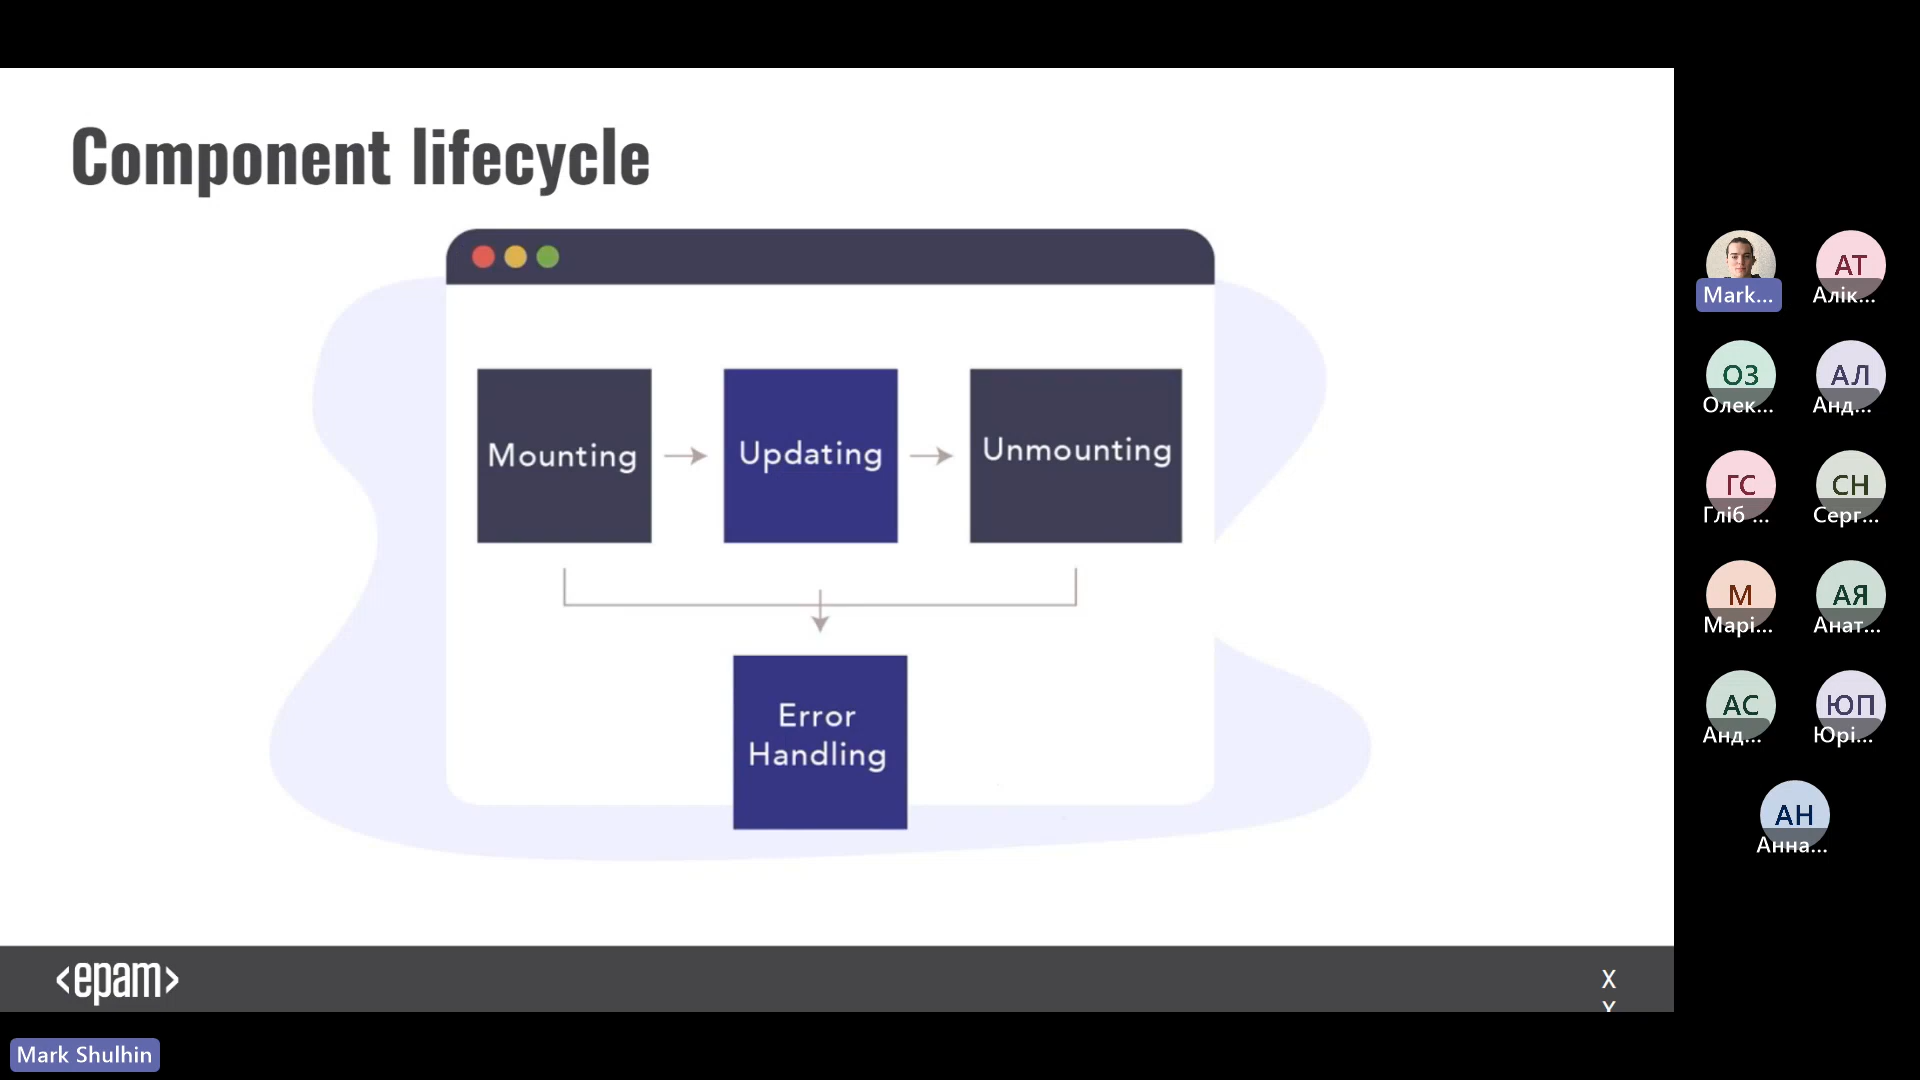 Component lifecycle
Mounting
Updating
Unmounting
Error
Handling
<epam>
X
Mark Shulhin
Mark...
АТ
Алік...
ОЗ
Олек...
АЛ
Анд...
ГС
Гліб ...
СН
Серг...
М
Марі...
АЯ
Анат...
АС
Анд...
ЮП
Юрі...
АН
Анна...